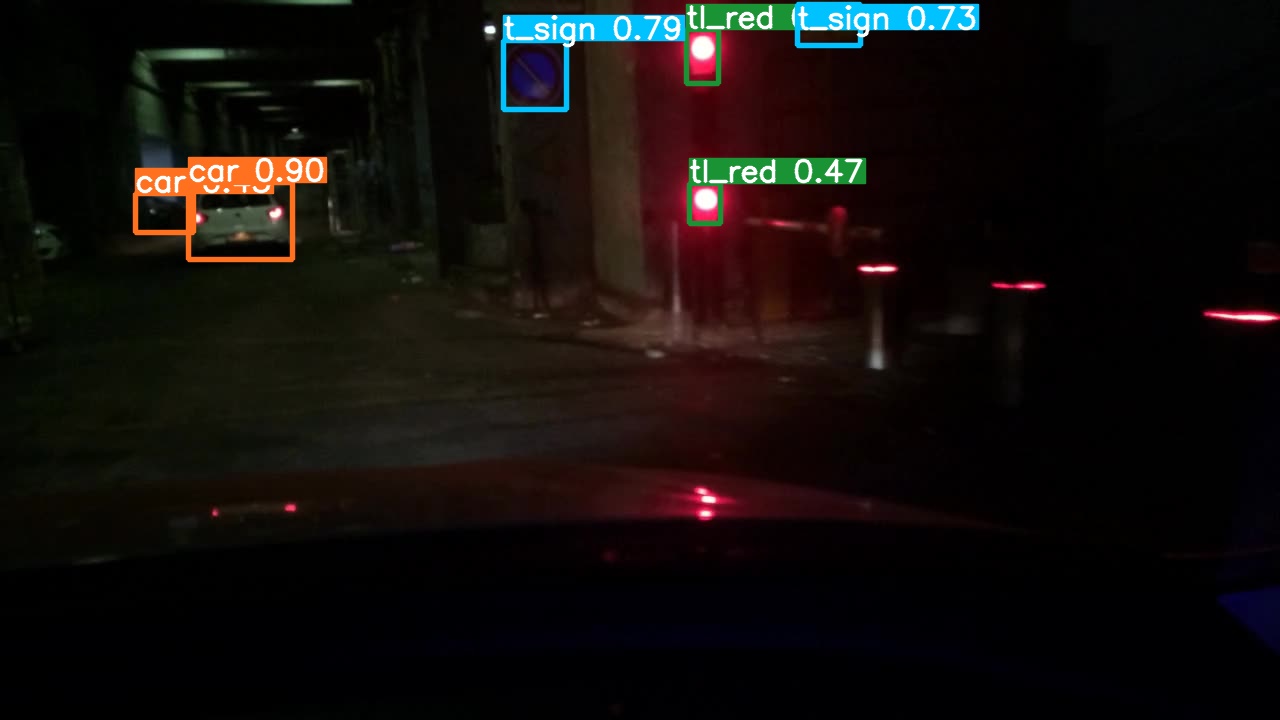 t_sign 0.79
tl_red
t_sign 0.73
car 0.90
car
tl_red 0.47